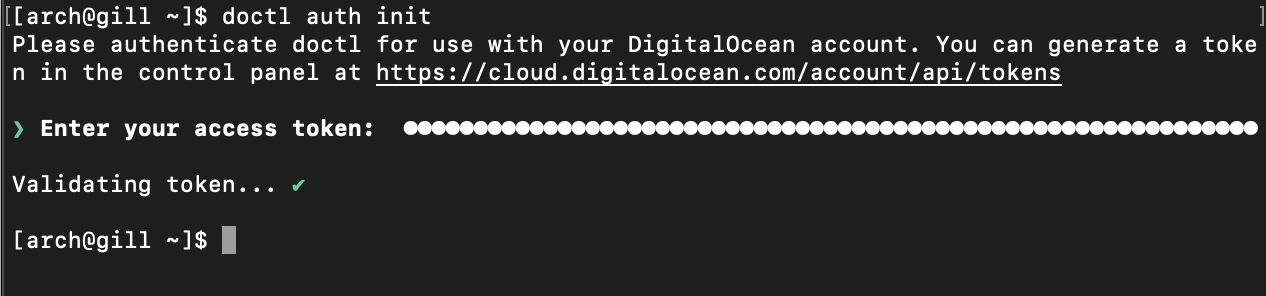 [[arch@gill ~]$ doctl auth init ]
Please authenticate doctl for use with your DigitalOcean account. You can generate a toke
n in the control panel at https://cloud.digitalocean.com/account/api/tokens
❯ Enter your access token: ●●●●●●●●●●●●●●●●●●●●●●●●●●●●●●●●●●●●●●●●●●●●●●●●●●●●●●●●●●●●●
Validating token... ✔
[arch@gill ~]$